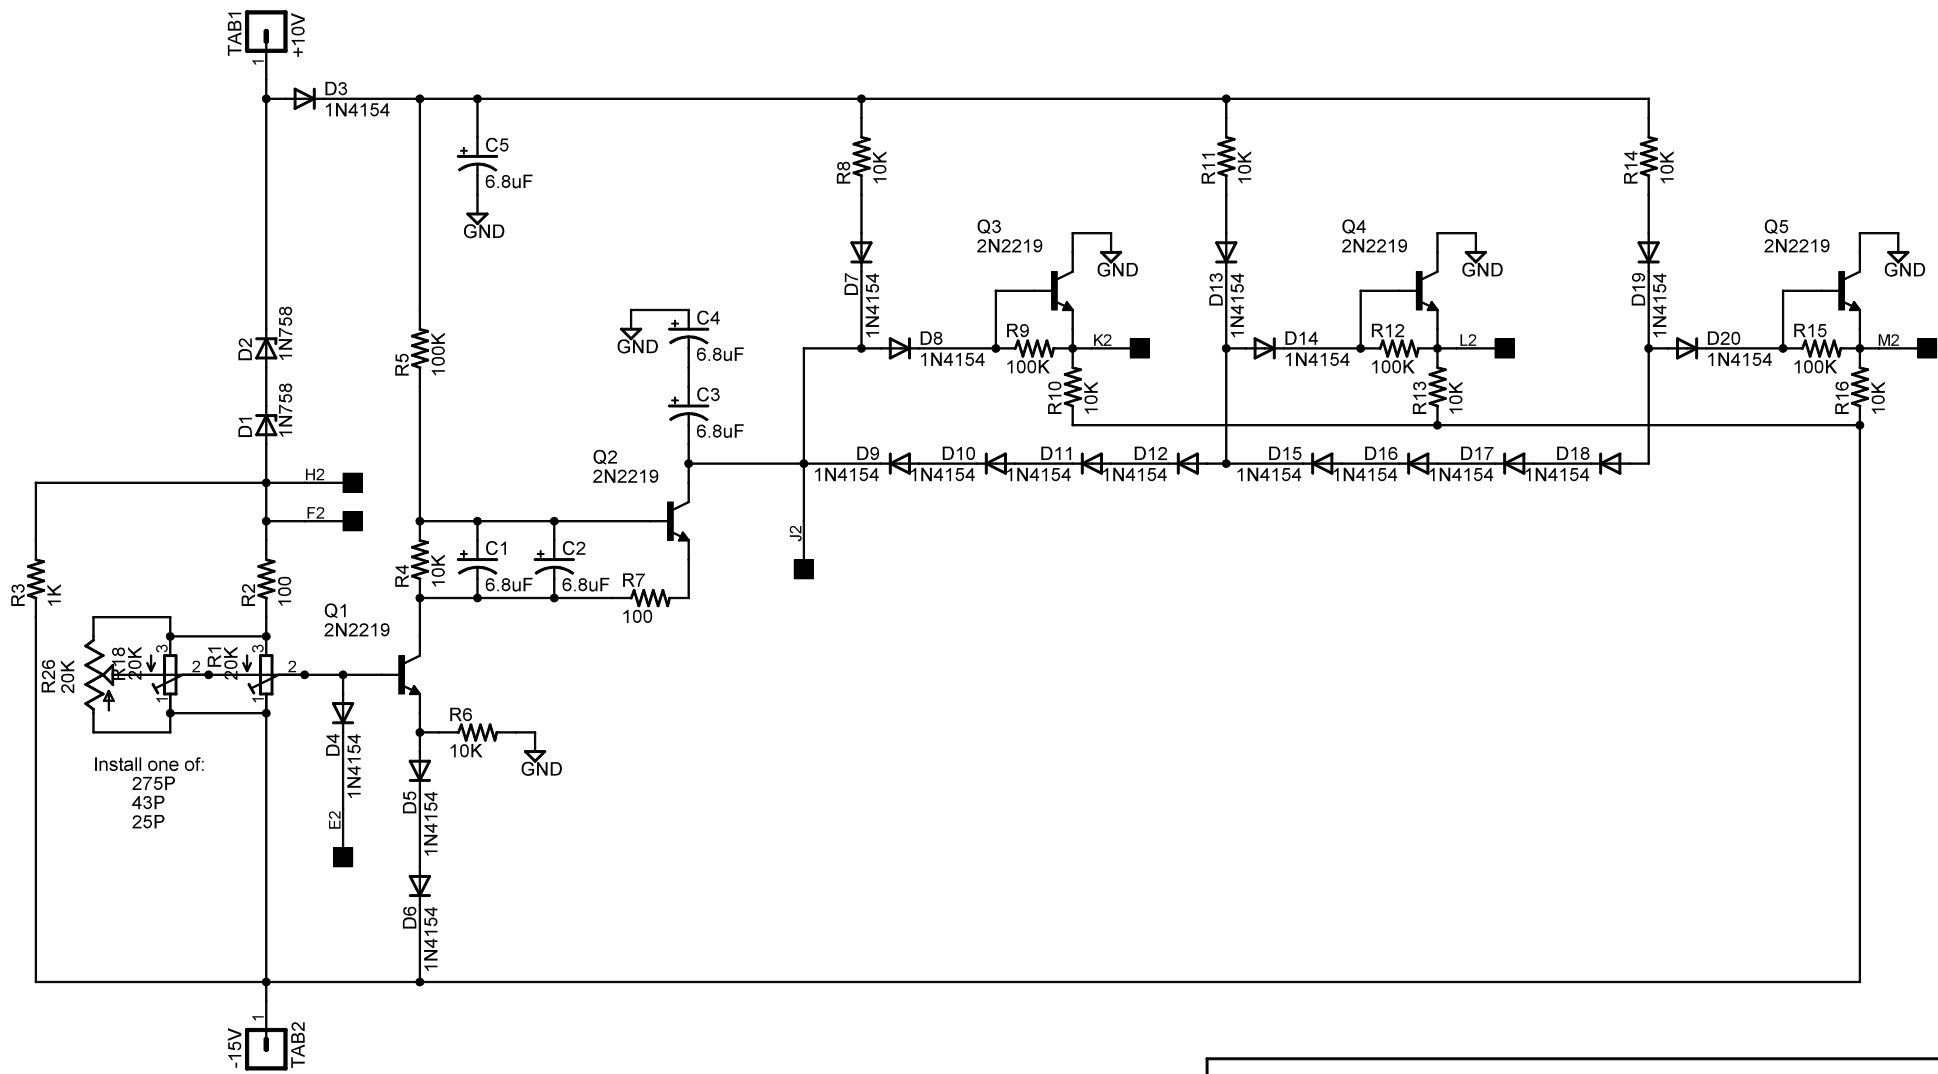 TAB1
+10V
1
D3
1N4154
C5
+
6.8uF
GND
R8
10K
R11
10K
R14
10K
Q3
2N2219
GND
Q4
2N2219
GND
Q5
2N2219
GND
D7
1N4154
D13
1N4154
D19
1N4154
D2
1N758
D1
1N758
R5
100K
C4
+
6.8uF
GND
C3
+
6.8uF
D8
1N4154
R9
100K
K2
R10
10K
D14
1N4154
R12
100K
L2
R13
10K
D20
1N4154
R15
100K
M2
R16
10K
Q2
2N2219
D9
1N4154
D10
1N4154
D11
1N4154
D12
1N4154
D15
1N4154
D16
1N4154
D17
1N4154
D18
1N4154
H2
F2
J2
R3
1K
R2
100
R4
10K
C1
+
6.8uF
C2
+
6.8uF
R7
100
Q1
2N2219
R26
20K
R18
20K
3
2
1
R1
20K
3
2
1
R6
10K
GND
D4
1N4154
E2
D5
1N4154
D6
1N4154
Install one of:
275P
43P
25P
1
-15V
TAB2